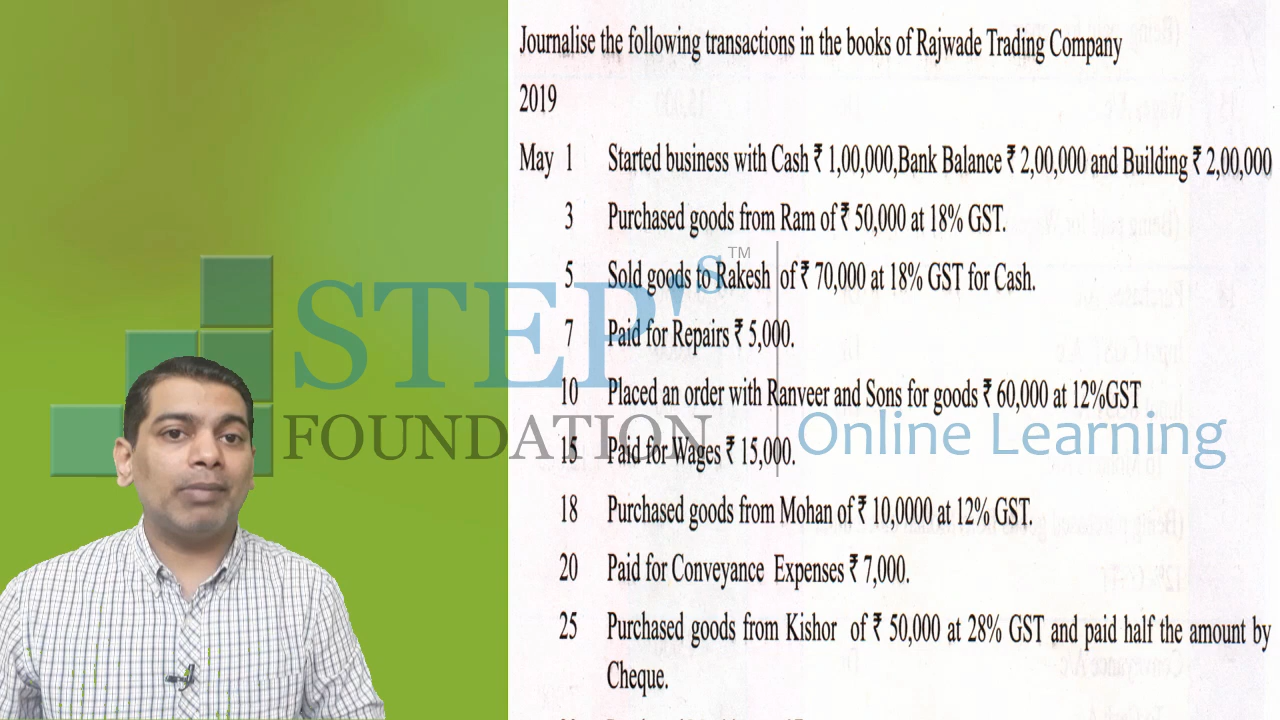 Journalise the following transactions in the books of Rajwade Trading Company
2019
May 1 Started business with Cash ₹ 1,00,000,Bank Balance ₹ 2,00,000 and Building ₹ 2,00,000
3 Purchased goods from Ram of ₹ 50,000 at 18% GST.
5 Sold goods to Rakesh of ₹ 70,000 at 18% GST for Cash.
7 Paid for Repairs ₹ 5,000.
10 Placed an order with Ranveer and Sons for goods ₹ 60,000 at 12%GST
15 Paid for Wages ₹ 15,000.
18 Purchased goods from Mohan of ₹ 10,0000 at 12% GST.
20 Paid for Conveyance Expenses ₹ 7,000.
25 Purchased goods from Kishor of ₹ 50,000 at 28% GST and paid half the amount by
Cheque.
STEP's™
FOUNDATION
Online Learning